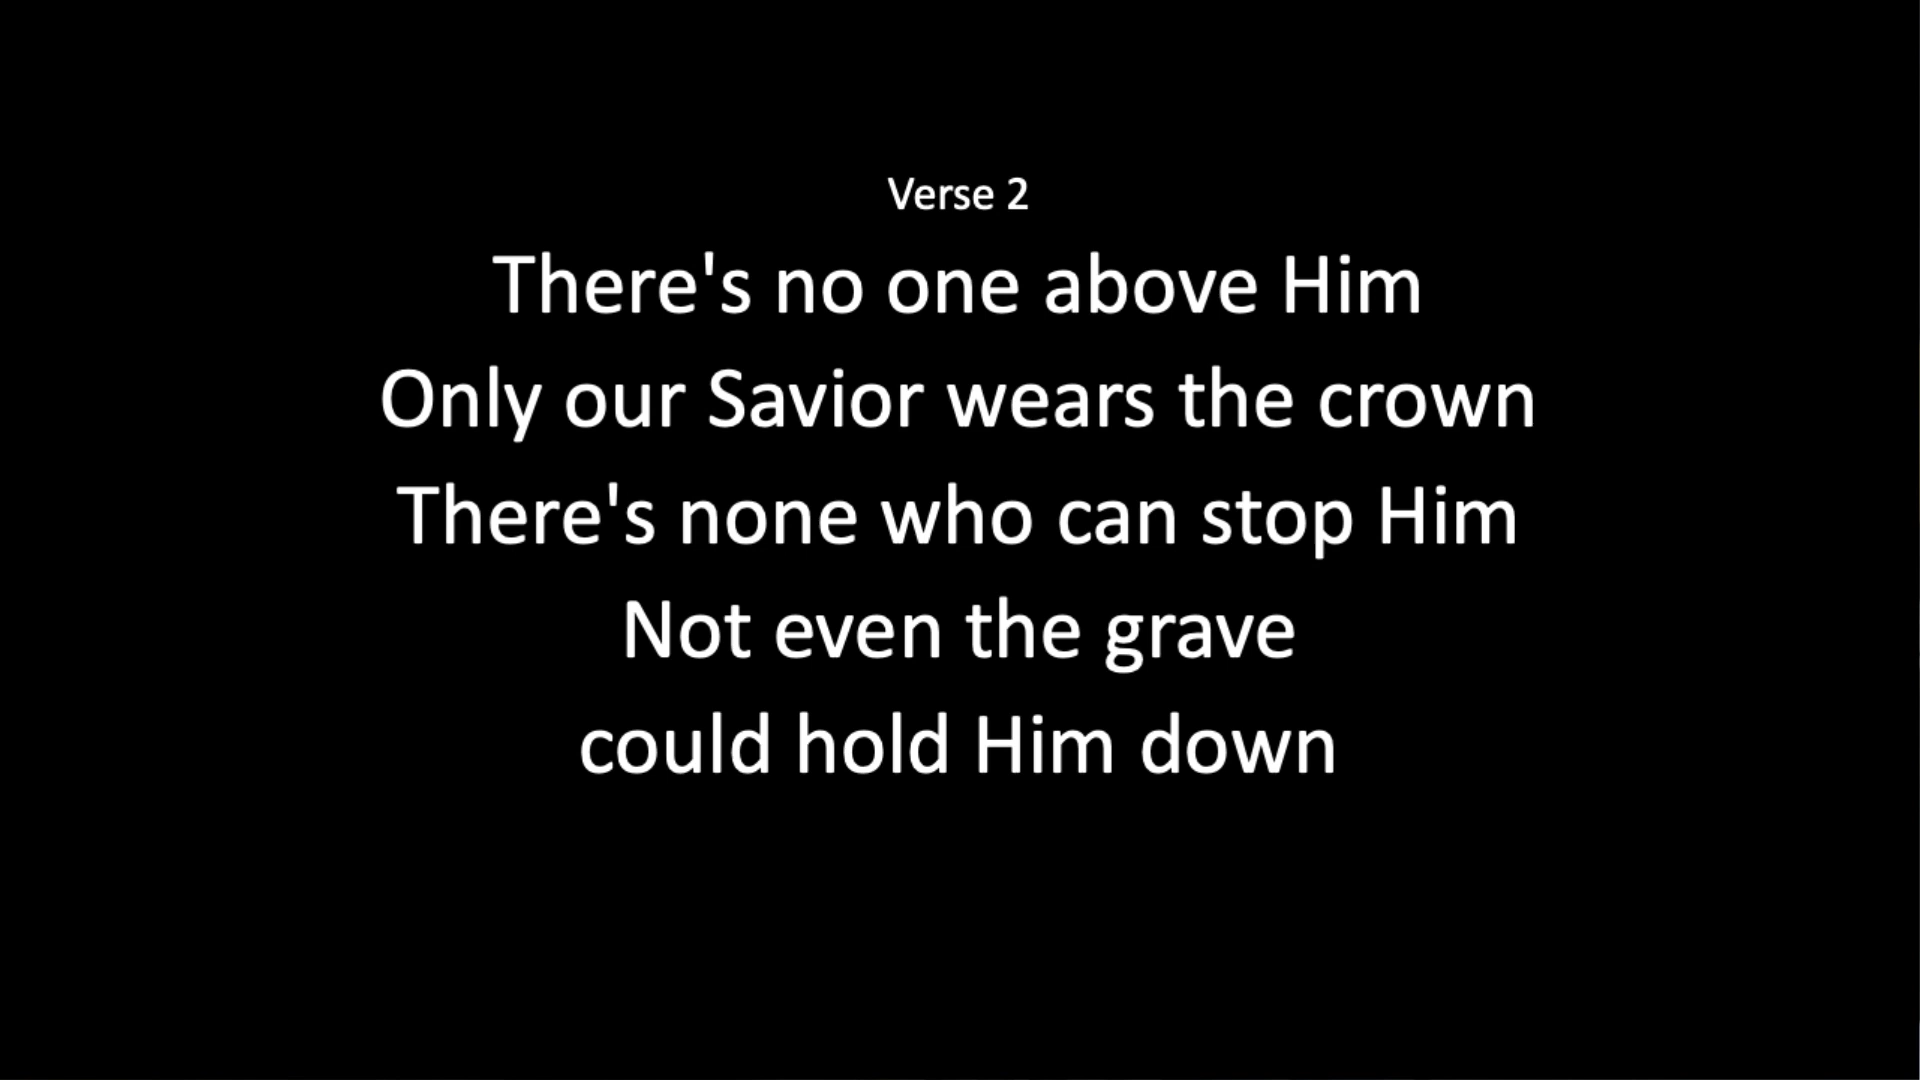 Verse 2
There's no one above Him
Only our Savior wears the crown
There's none who can stop Him
Not even the grave
could hold Him down